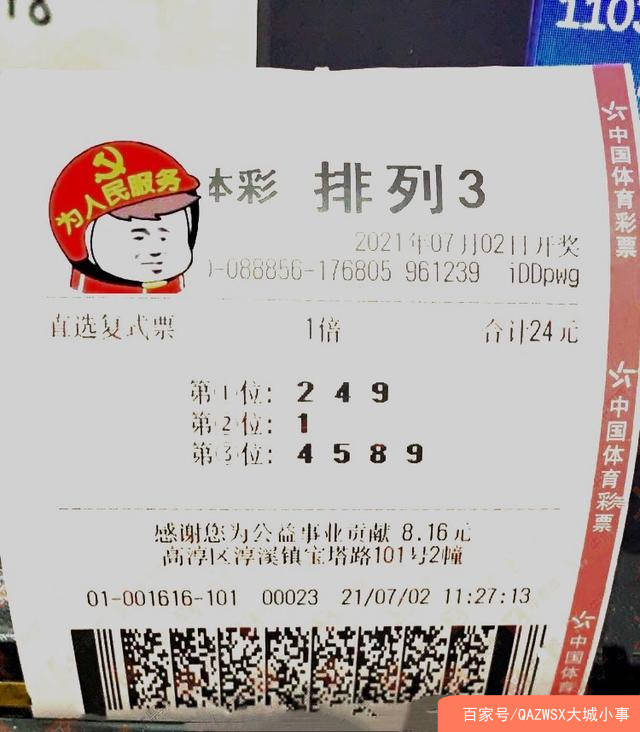 1103
中国体育彩票
为人民服务
体彩 排列3
2021年07月02日开奖
-088856-176805 961239 iDDpwg
直选复式票 1倍 合计24元
第1位: 2 4 9
第2位: 1
第3位: 4 5 8 9
中国体育彩票
感谢您为公益事业贡献 8.16元
高淳区淳溪镇宝塔路101号2幢
01-001616-101 00023 21/07/02 11:27:13
中国体育
百家号/QAZWSX大城小事